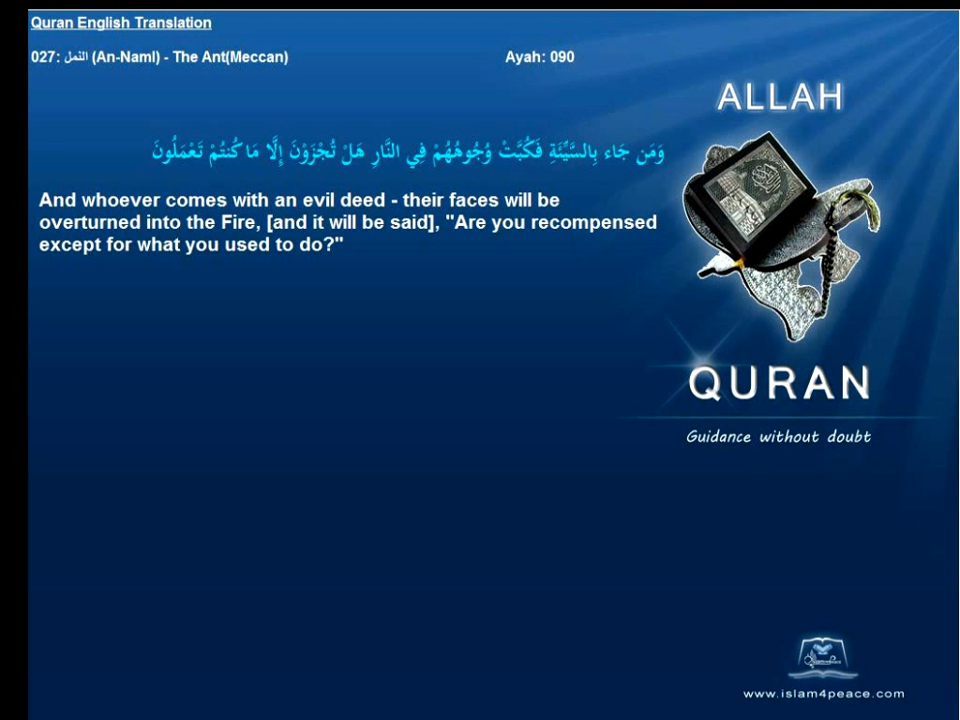 Quran English Translation
027: النمل (An-Naml) - The Ant(Meccan) Ayah: 090
ALLAH
وَمَن جَاء بِالسَّيِّئَةِ فَكُبَّتْ وُجُوهُهُمْ فِي النَّارِ هَلْ تُجْزَوْنَ إِلَّا مَا كُنتُمْ تَعْمَلُونَ
And whoever comes with an evil deed - their faces will be
overturned into the Fire, [and it will be said], "Are you recompensed
except for what you used to do?"
QURAN
Guidance without doubt
www.islam4peace.com